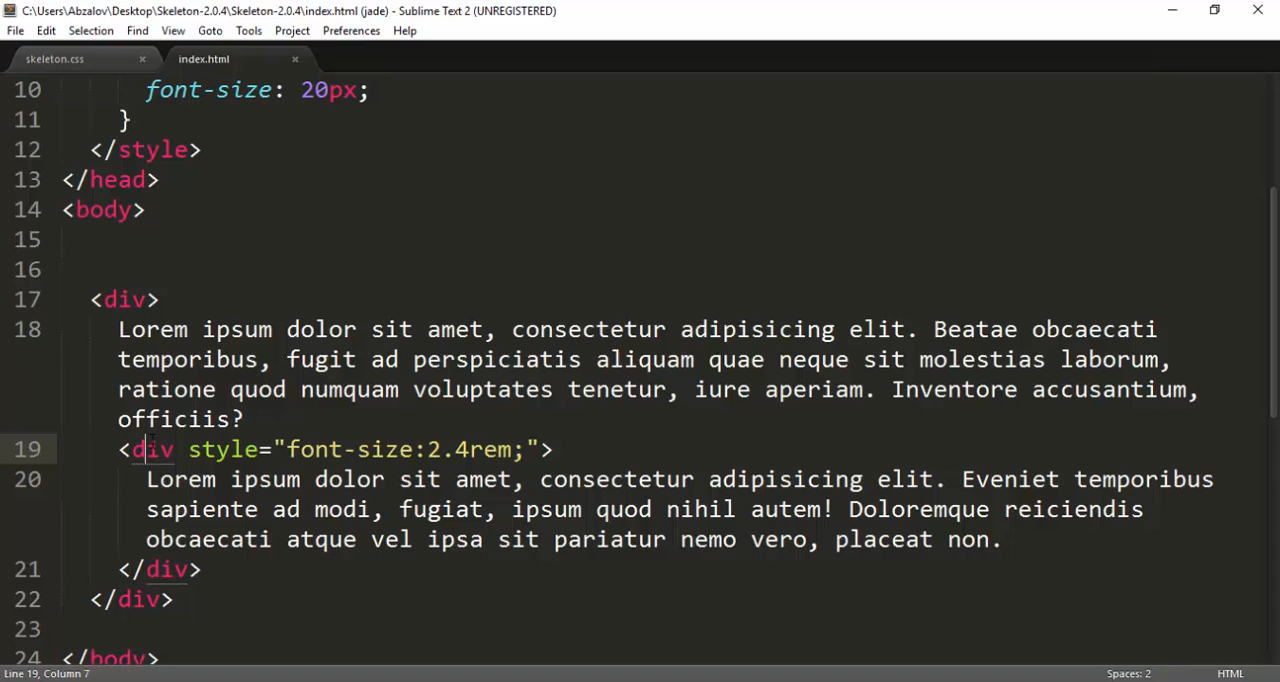 C:\Users\Abzalov\Desktop\Skeleton-2.0.4\Skeleton-2.0.4\index.html (jade) - Sublime Text 2 (UNREGISTERED)
File Edit Selection Find View Goto Tools Project Preferences Help
skeleton.css × index.html ×
10 font-size: 20px;
11 }
12 </style>
13 </head>
14 <body>
15
16
17 <div>
18 Lorem ipsum dolor sit amet, consectetur adipisicing elit. Beatae obcaecati
temporibus, fugit ad perspiciatis aliquam quae neque sit molestias laborum,
ratione quod numquam voluptates tenetur, iure aperiam. Inventore accusantium,
officiis?
19 <div style="font-size:2.4rem;">
20 Lorem ipsum dolor sit amet, consectetur adipisicing elit. Eveniet temporibus
sapiente ad modi, fugiat, ipsum quod nihil autem! Doloremque reiciendis
obcaecati atque vel ipsa sit pariatur nemo vero, placeat non.
21 </div>
22 </div>
23
24 </body>
Line 19, Column 7 Spaces: 2 HTML